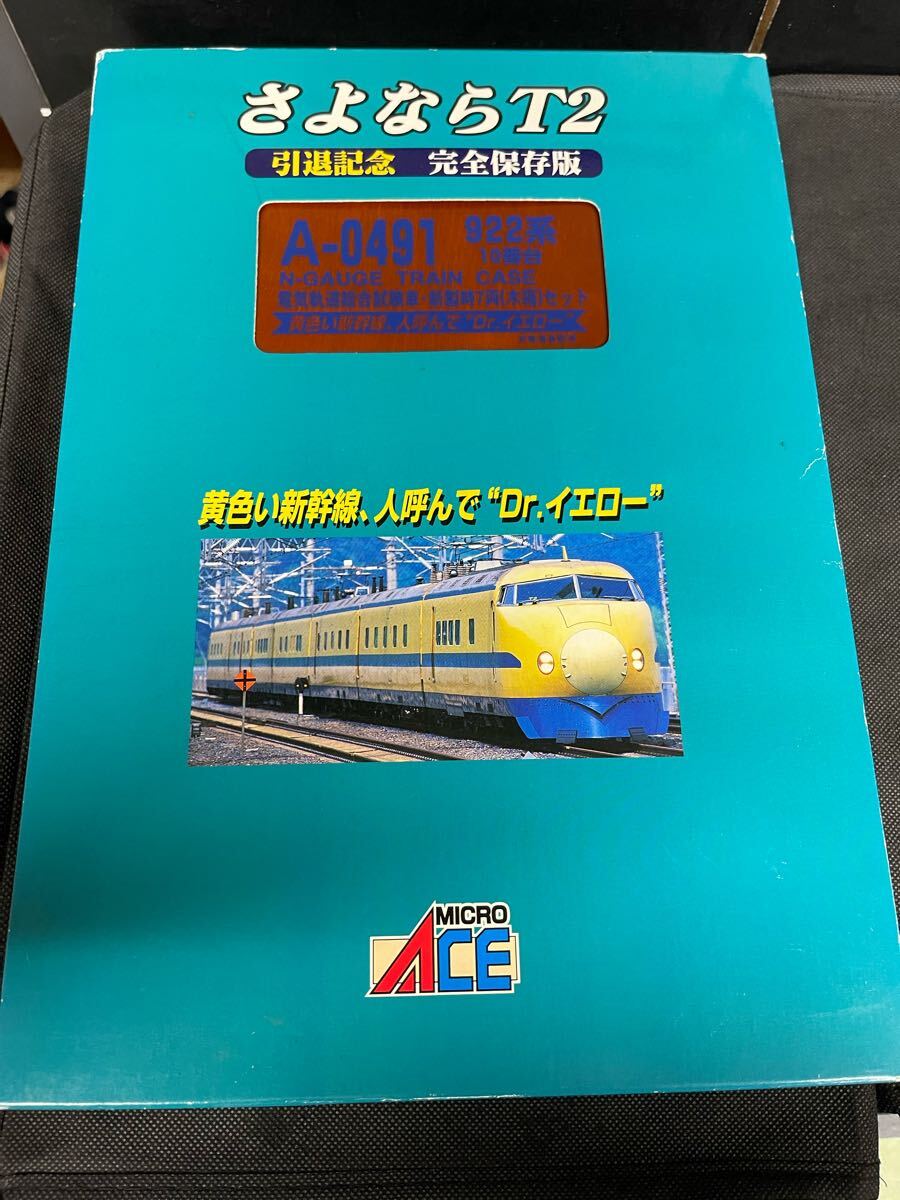 さよならT2
引退記念 完全保存版
A-0491 922系
10番台
N-GAUGE TRAIN CASE
電気軌道総合試験車・新製時7両(木箱)セット
黄色い新幹線、人呼んで“Dr.イエロー”
黄色い新幹線、人呼んで“Dr.イエロー”
MICRO
ACE